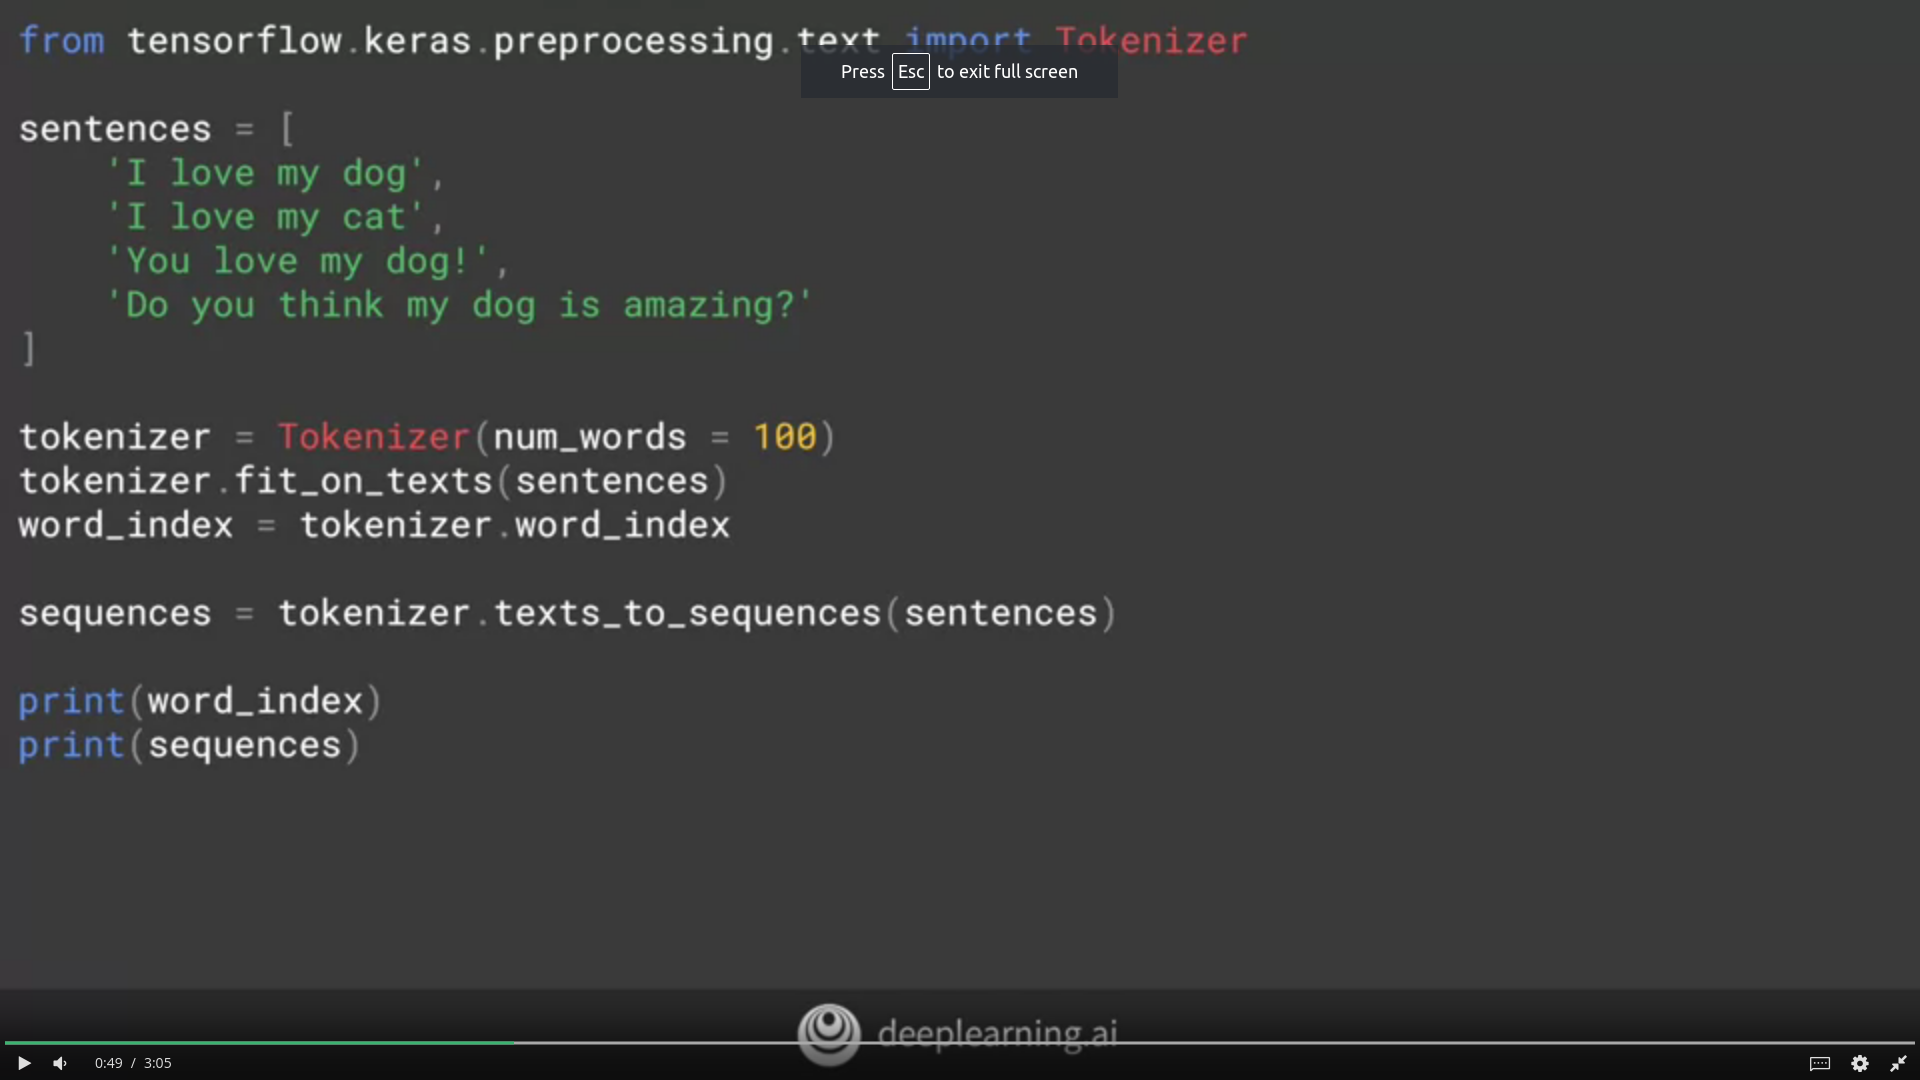 from tensorflow.keras.preprocessing.text import Tokenizer
Press Esc to exit full screen
sentences = [
    'I love my dog',
    'I love my cat',
    'You love my dog!',
    'Do you think my dog is amazing?'
]
tokenizer = Tokenizer(num_words = 100)
tokenizer.fit_on_texts(sentences)
word_index = tokenizer.word_index
sequences = tokenizer.texts_to_sequences(sentences)
print(word_index)
print(sequences)
deeplearning.ai
0:49 / 3:05